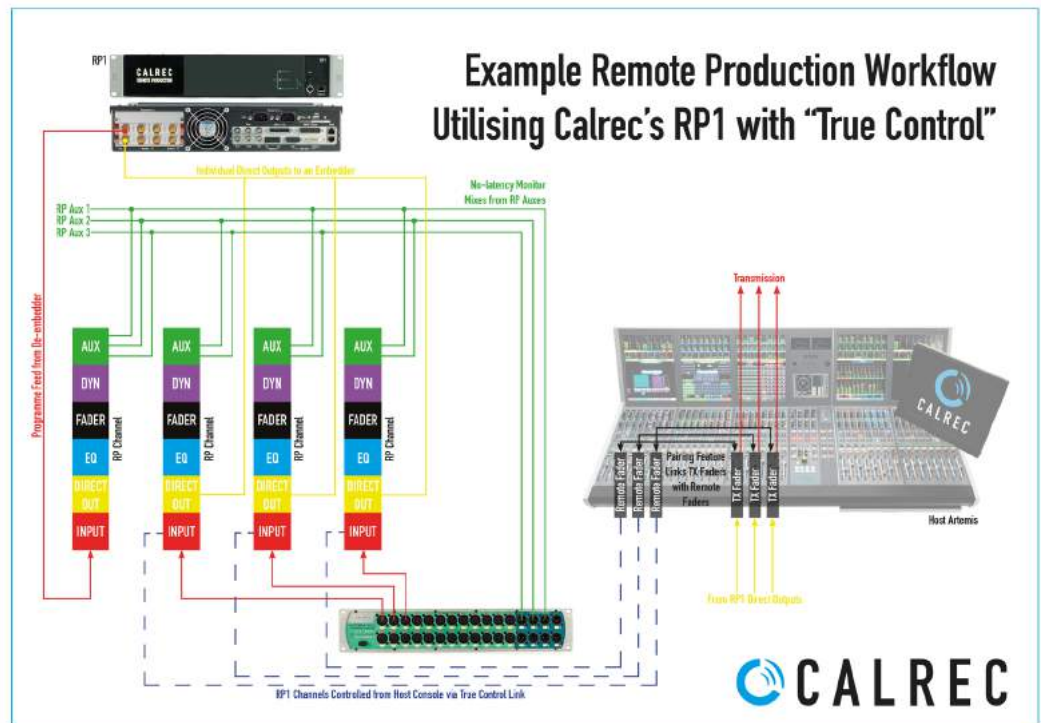 Example Remote Production Workflow
Utilising Calrec's RP1 with "True Control"
RP1
CALREC
REMOTE PRODUCTION
RP1
Individual Direct Outputs to an Embedder
No-latency Monitor
Mixes from RP Auxes
RP Aux 1
RP Aux 2
RP Aux 3
Programme Feed from De-embedder
AUX
DYN
FADER
EQ
DIRECT
OUT
INPUT
RP Channel
AUX
DYN
FADER
EQ
DIRECT
OUT
INPUT
RP Channel
AUX
DYN
FADER
EQ
DIRECT
OUT
INPUT
RP Channel
AUX
DYN
FADER
EQ
DIRECT
OUT
INPUT
RP Channel
Transmission
CALREC
Remote Fader
Remote Fader
Remote Fader
Pairing Feature
Links TX Faders
with Remote
Faders
TX Fader
TX Fader
TX Fader
Host Artemis
From RP1 Direct Outputs
RP1 Channels Controlled from Host Console via True Control Link
CALREC